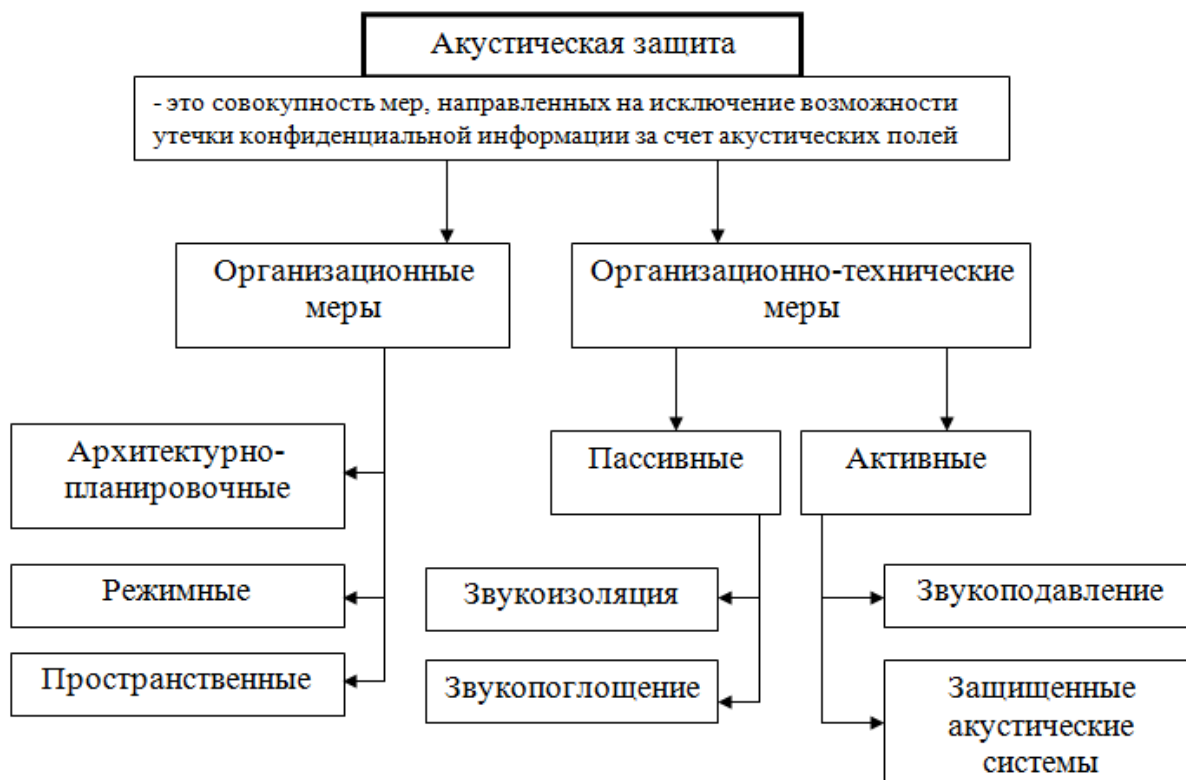 Акустическая защита
- это совокупность мер, направленных на исключение возможности
утечки конфиденциальной информации за счет акустических полей
Организационные
меры
Организационно-технические
меры
Архитектурно-
планировочные
Режимные
Пространственные
Пассивные
Активные
Звукоизоляция
Звукопоглощение
Звукоподавление
Защищенные
акустические
системы